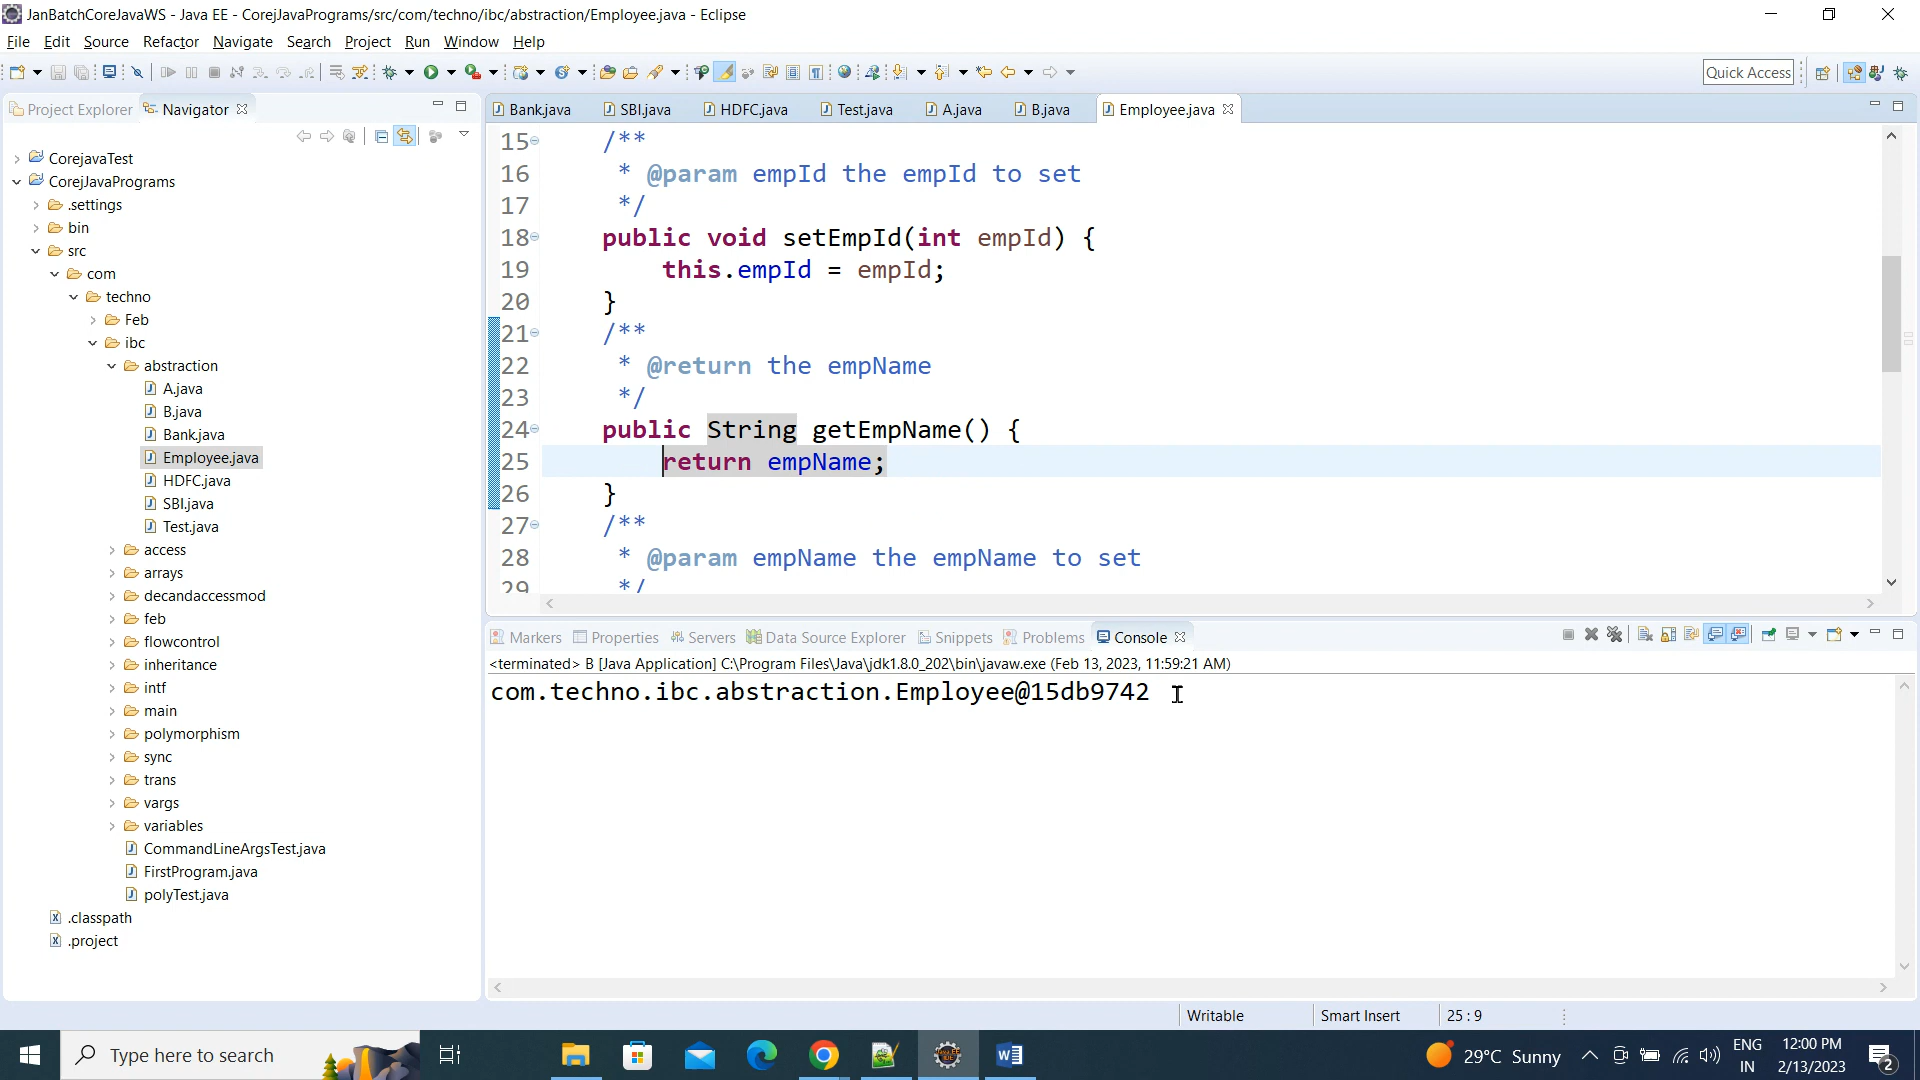 JanBatchCoreJavaWS - Java EE - CorejJavaPrograms/src/com/techno/ibc/abstraction/Employee.java - Eclipse
File Edit Source Refactor Navigate Search Project Run Window Help
Quick Access
Project Explorer Navigator
CorejavaTest
CorejJavaPrograms
.settings
bin
src
com
techno
Feb
ibc
abstraction
A.java
B.java
Bank.java
Employee.java
HDFC.java
SBI.java
Test.java
access
arrays
decandaccessmod
feb
flowcontrol
inheritance
intf
main
polymorphism
sync
trans
vargs
variables
CommandLineArgsTest.java
FirstProgram.java
polyTest.java
.classpath
.project
Bank.java SBI.java HDFC.java Test.java A.java B.java Employee.java
15 /**
16 * @param empId the empId to set
17 */
18 public void setEmpId(int empId) {
19 this.empId = empId;
20 }
21 /**
22 * @return the empName
23 */
24 public String getEmpName() {
25 return empName;
26 }
27 /**
28 * @param empName the empName to set
29 */
Markers Properties Servers Data Source Explorer Snippets Problems Console
<terminated> B [Java Application] C:\Program Files\Java\jdk1.8.0_202\bin\javaw.exe (Feb 13, 2023, 11:59:21 AM)
com.techno.ibc.abstraction.Employee@15db9742
Writable Smart Insert 25 : 9
Type here to search
29°C Sunny
ENG
IN
12:00 PM
2/13/2023
2